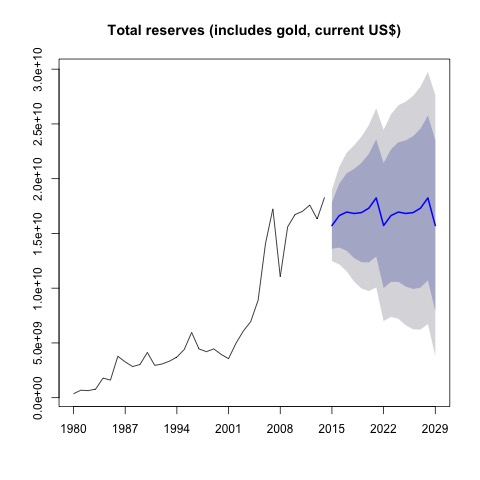 Total reserves (includes gold, current US$)
3.0e+10
2.5e+10
2.0e+10
1.5e+10
1.0e+10
5.0e+09
0.0e+00
1980 1987 1994 2001 2008 2015 2022 2029